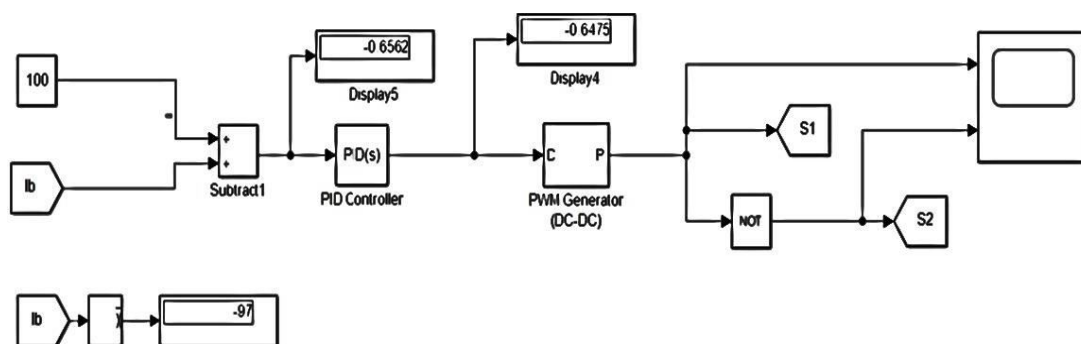 -0 6562
Display5
-0 6475
Display4
100
+
+
Ib
Subtract1
PID(s)
PID Controller
C P
PWM Generator
(DC-DC)
S1
NOT
S2
Ib
-97